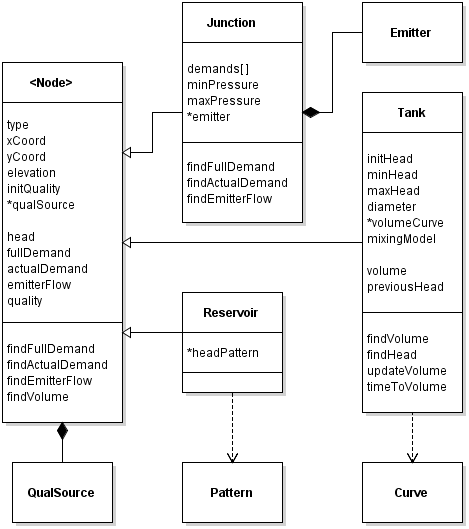 <Node>
type
xCoord
yCoord
elevation
initQuality
*qualSource
head
fullDemand
actualDemand
emitterFlow
quality
findFullDemand
findActualDemand
findEmitterFlow
findVolume
Junction
demands[ ]
minPressure
maxPressure
*emitter
findFullDemand
findActualDemand
findEmitterFlow
Emitter
Tank
initHead
minHead
maxHead
diameter
*volumeCurve
mixingModel
volume
previousHead
findVolume
findHead
updateVolume
timeToVolume
Reservoir
*headPattern
QualSource
Pattern
Curve